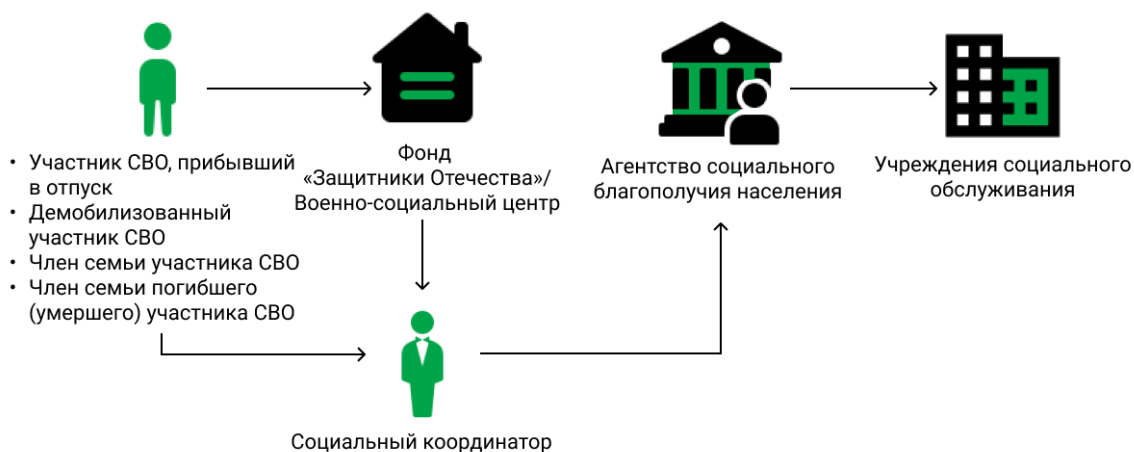 • Участник СВО, прибывший
в отпуск
• Демобилизованный
участник СВО
• Член семьи участника СВО
• Член семьи погибшего
(умершего) участника СВО
Фонд
«Защитники Отечества»/
Военно-социальный центр
Социальный координатор
Агентство социального
благополучия населения
Учреждения социального
обслуживания